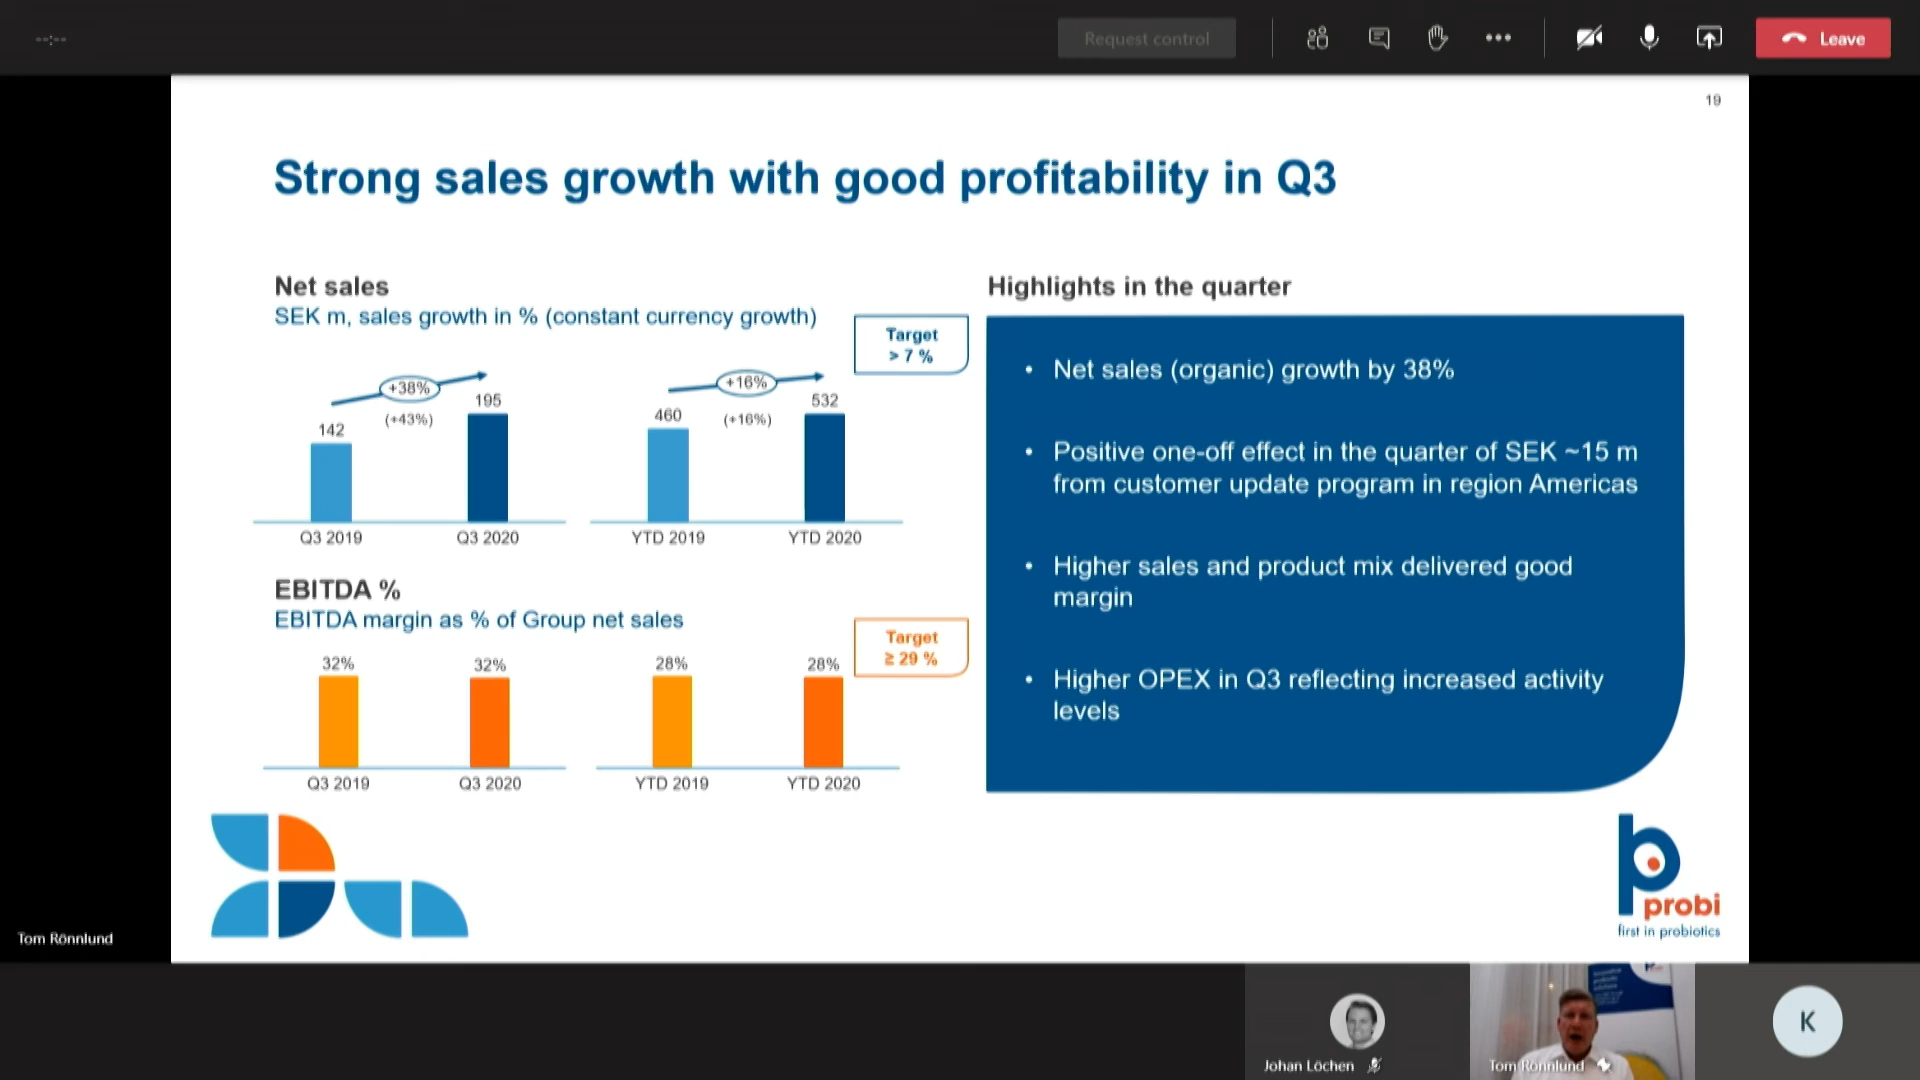 --:--
Request control
Leave
19
Strong sales growth with good profitability in Q3
Net sales
SEK m, sales growth in % (constant currency growth)
Target
> 7 %
+38%
(+43%)
142
195
Q3 2019
Q3 2020
+16%
(+16%)
460
532
YTD 2019
YTD 2020
EBITDA %
EBITDA margin as % of Group net sales
Target
≥ 29 %
32%
32%
28%
28%
Q3 2019
Q3 2020
YTD 2019
YTD 2020
Highlights in the quarter
• Net sales (organic) growth by 38%
• Positive one-off effect in the quarter of SEK ~15 m
from customer update program in region Americas
• Higher sales and product mix delivered good
margin
• Higher OPEX in Q3 reflecting increased activity
levels
probi
first in probiotics
Tom Rönnlund
Johan Löchen
Tom Rönnlund
K